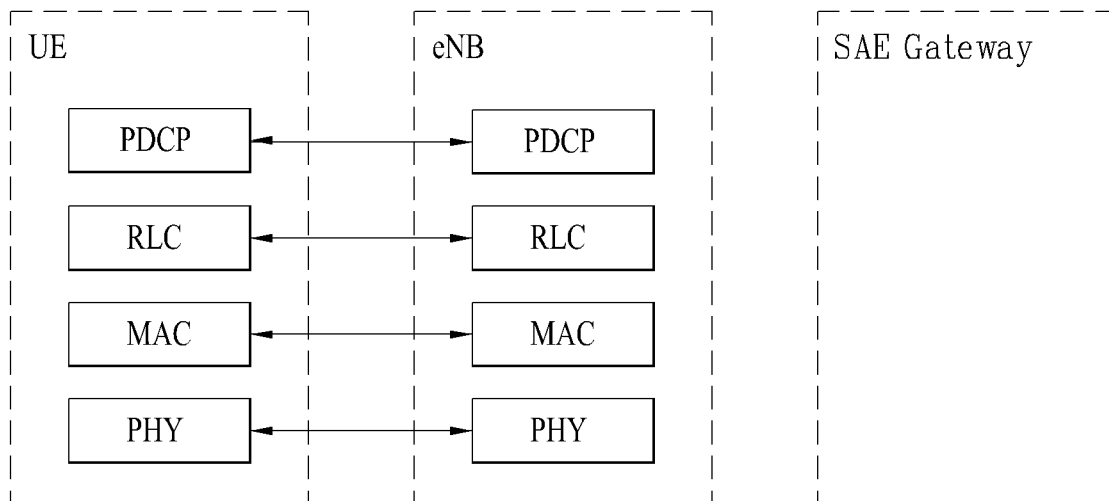 UE eNB SAE Gateway
PDCP PDCP
RLC RLC
MAC MAC
PHY PHY